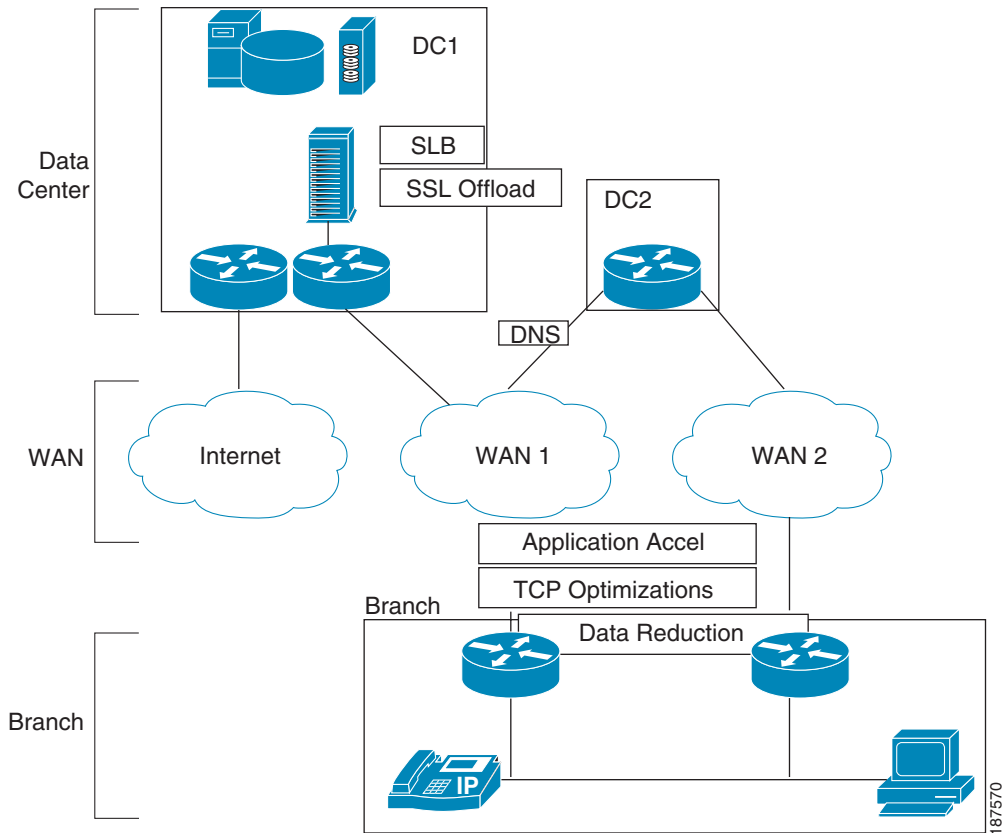 DC1
SLB
SSL Offload
Data
Center
DC2
DNS
WAN
Internet
WAN 1
WAN 2
Application Accel
TCP Optimizations
Branch
Data Reduction
Branch
IP
187570